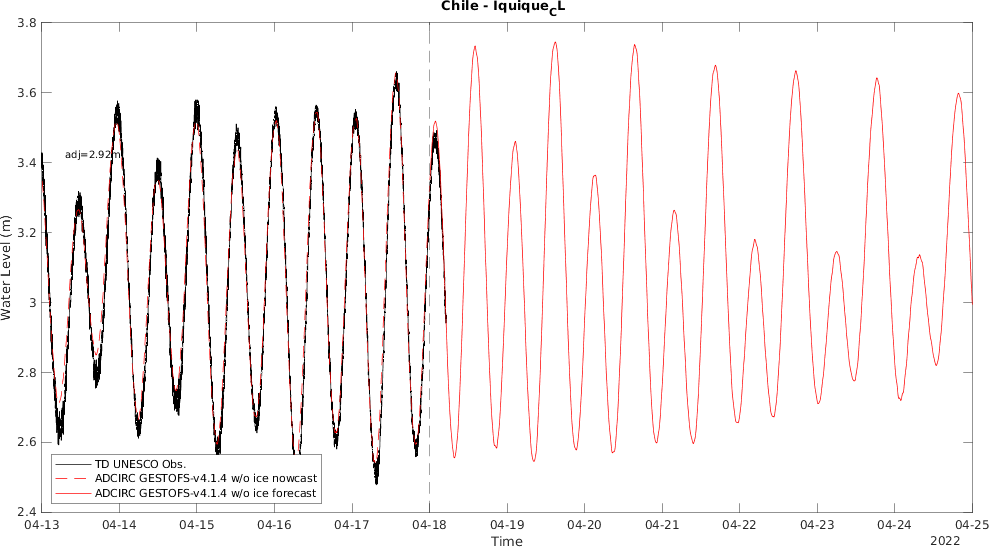 Chile - Iquique_CL
3.8
3.6
adj=2.92m
3.4
3.2
Water Level (m)
3
2.8
2.6
TD UNESCO Obs.
ADCIRC GESTOFS-v4.1.4 w/o ice nowcast
ADCIRC GESTOFS-v4.1.4 w/o ice forecast
2.4
04-13 04-14 04-15 04-16 04-17 04-18 04-19 04-20 04-21 04-22 04-23 04-24 04-25
Time
2022